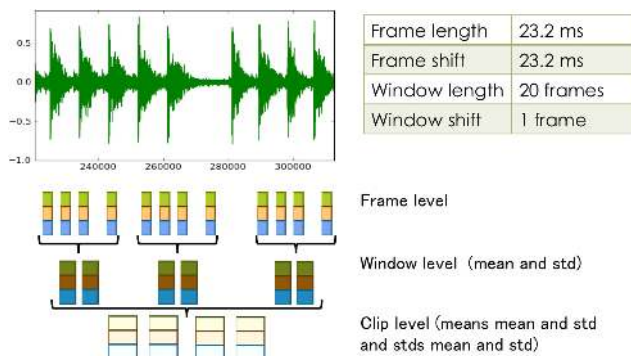 0.5
0.0
−0.5
−1.0
240000 260000 280000 300000
Frame length 23.2 ms
Frame shift 23.2 ms
Window length 20 frames
Window shift 1 frame
Frame level
Window level (mean and std)
Clip level (means mean and std
and stds mean and std)